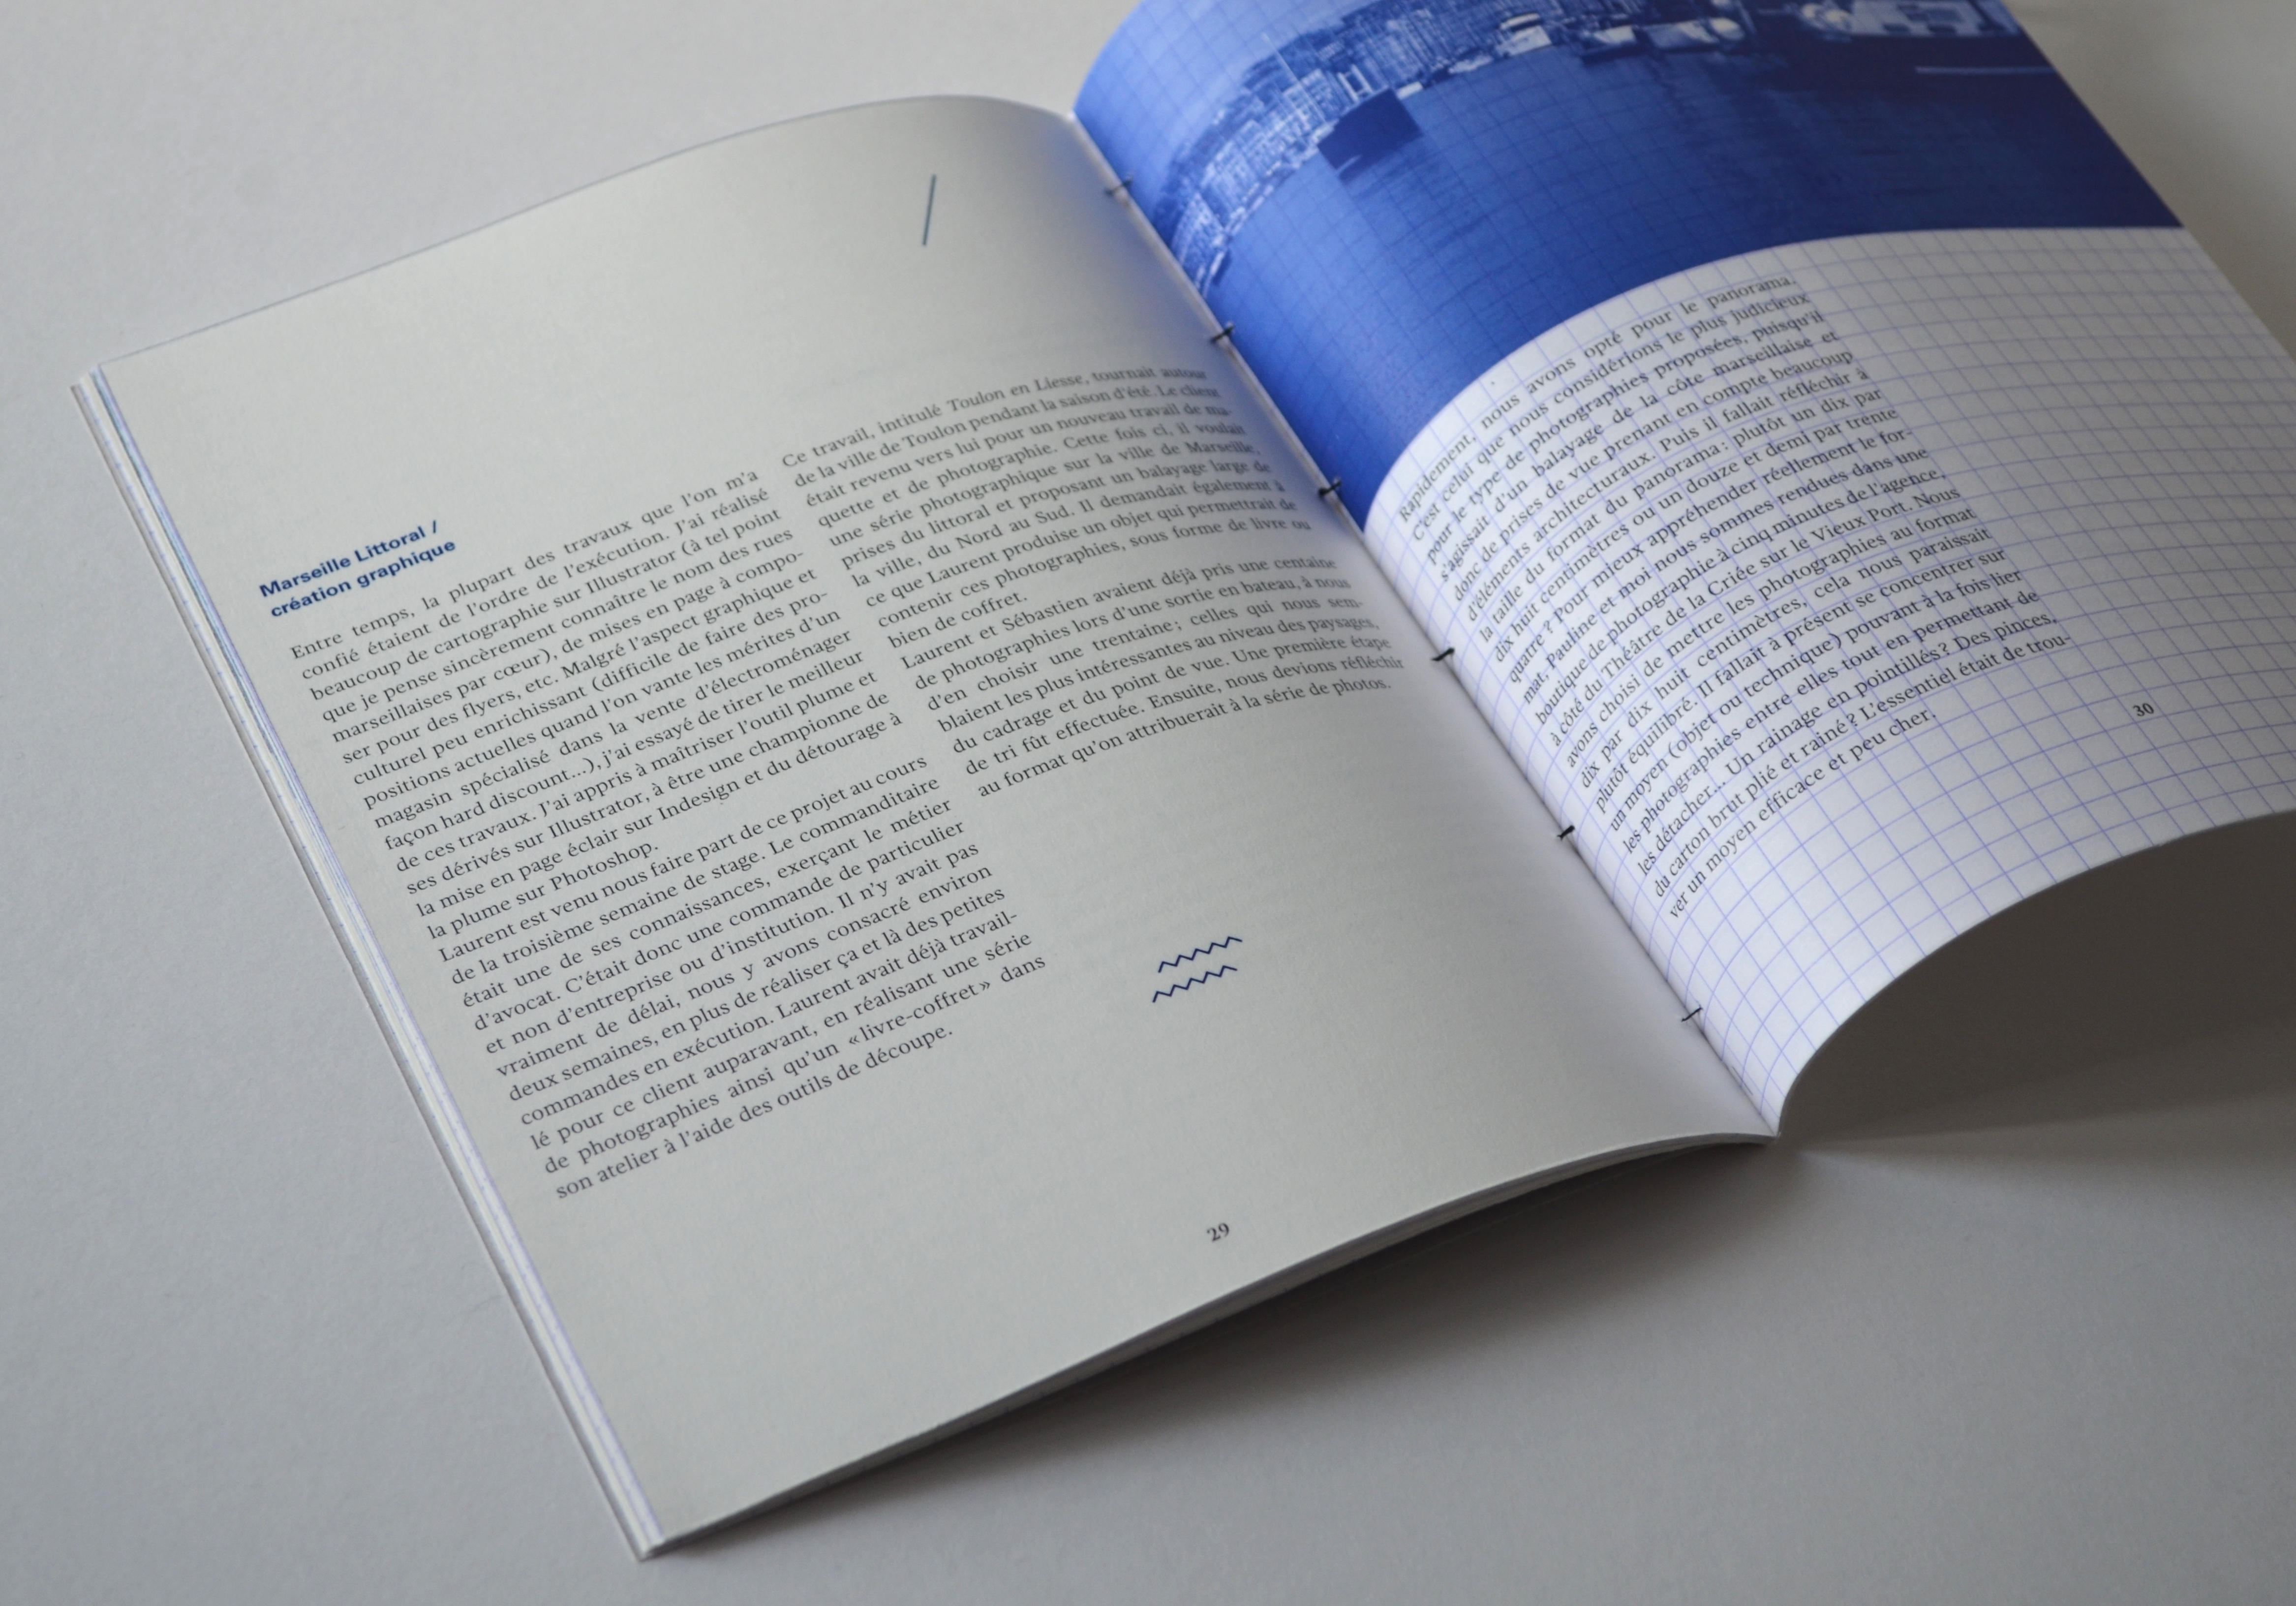 Marseille Littoral /
création graphique
Entre temps, la plupart des travaux que l'on m'a
confié étaient de l'ordre de l'exécution. J'ai réalisé
beaucoup de cartographie sur Illustrator (à tel point
que je pense sincèrement connaître le nom des rues
marseillaises par cœur), de mises en page à compo-
ser pour des flyers, etc. Malgré l'aspect graphique et
culturel peu enrichissant (difficile de faire des pro-
positions actuelles quand l'on vante les mérites d'un
magasin spécialisé dans la vente d'électroménager
façon hard discount...), j'ai essayé de tirer le meilleur
de ces travaux. J'ai appris à maîtriser l'outil plume et
ses dérivés sur Illustrator, à être une championne de
la mise en page éclair sur Indesign et du détourage à
la plume sur Photoshop.
Laurent est venu nous faire part de ce projet au cours
de la troisième semaine de stage. Le commanditaire
était une de ses connaissances, exerçant le métier
d'avocat. C'était donc une commande de particulier
et non d'entreprise ou d'institution. Il n'y avait pas
vraiment de délai, nous y avons consacré environ
deux semaines, en plus de réaliser ça et là des petites
commandes en exécution. Laurent avait déjà travail-
lé pour ce client auparavant, en réalisant une série
de photographies ainsi qu'un «livre-coffret» dans
son atelier à l'aide des outils de découpe.
Ce travail, intitulé Toulon en Liesse, tournait autour
de la ville de Toulon pendant la saison d'été. Le client
était revenu vers lui pour un nouveau travail de ma-
quette et de photographie. Cette fois ci, il voulait
une série photographique sur la ville de Marseille,
prises du littoral et proposant un balayage large de
la ville, du Nord au Sud. Il demandait également à
ce que Laurent produise un objet qui permettrait de
contenir ces photographies, sous forme de livre ou
bien de coffret.
Laurent et Sébastien avaient déjà pris une centaine
de photographies lors d'une sortie en bateau, à nous
d'en choisir une trentaine; celles qui nous sem-
blaient les plus intéressantes au niveau des paysages,
du cadrage et du point de vue. Une première étape
de tri fût effectuée. Ensuite, nous devions réfléchir
au format qu'on attribuerait à la série de photos.
29
Rapidement, nous avons opté pour le panorama.
C'est celui que nous considérions le plus judicieux
pour le type de photographies proposées, puisqu'il
s'agissait d'un balayage de la côte marseillaise et
donc de prises de vue prenant en compte beaucoup
d'éléments architecturaux. Puis il fallait réfléchir à
la taille du format du panorama: plutôt un dix par
dix huit centimètres ou un douze et demi par trente
quatre ? Pour mieux appréhender réellement le for-
mat, Pauline et moi nous sommes rendues dans une
boutique de photographie à cinq minutes de l'agence,
à côté du Théâtre de la Criée sur le Vieux Port. Nous
avons choisi de mettre les photographies au format
dix par dix huit centimètres, cela nous paraissait
plutôt équilibré. Il fallait à présent se concentrer sur
un moyen (objet ou technique) pouvant à la fois lier
les photographies entre elles tout en permettant de
les détacher... Un rainage en pointillés? Des pinces,
du carton brut plié et rainé? L'essentiel était de trou-
ver un moyen efficace et peu cher.
30